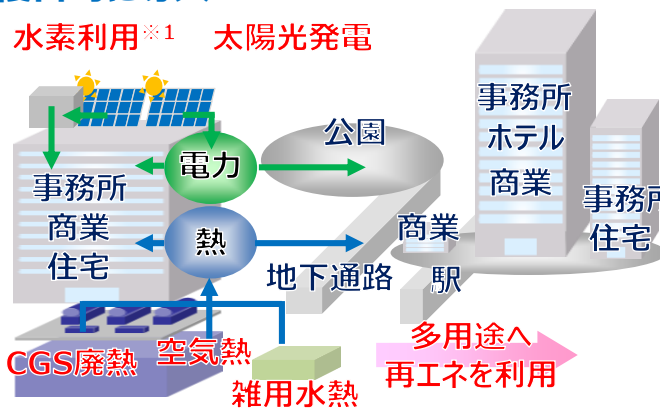 水素利用※1 太陽光発電
公園
電力
熱
事務所
商業
住宅
事務所
ホテル
商業
事務所
住宅
商業
駅
地下通路
CGS廃熱
空気熱
雑用水熱
多用途へ
再エネを利用